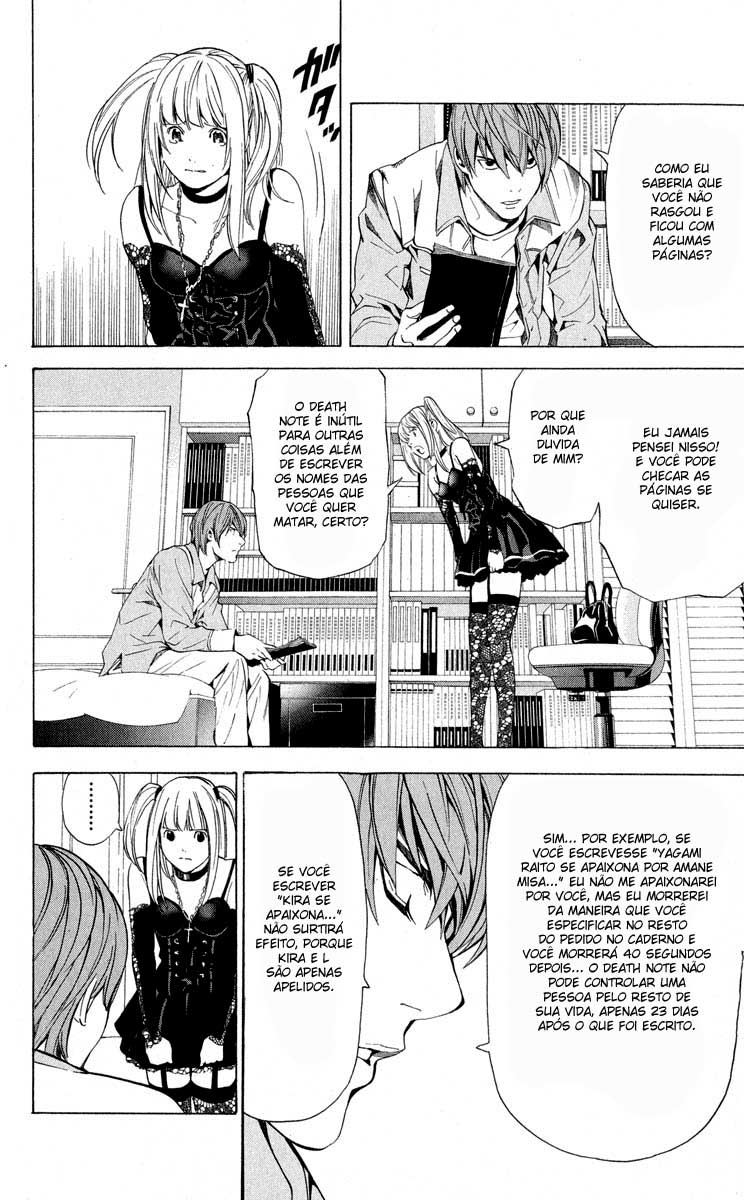 COMO EU
SABERIA QUE
VOCÊ NÃO
RASGOU E
FICOU COM
ALGUMAS
PÁGINAS?
ガタッ
EU JAMAIS
PENSEI NISSO!
E VOCÊ PODE
CHECAR AS
PÁGINAS SE
QUISER.
POR QUE
AINDA
DUVIDA
DE MIM?
O DEATH
NOTE É INÚTIL
PARA OUTRAS
COISAS ALÉM
DE ESCREVER
OS NOMES DAS
PESSOAS QUE
VOCÊ QUER
MATAR, CERTO?
SIM... POR EXEMPLO, SE
VOCÊ ESCREVESSE "YAGAMI
RAITO SE APAIXONA POR AMANE
MISA..." EU NÃO ME APAIXONAREI
POR VOCÊ, MAS EU MORREREI
DA MANEIRA QUE VOCÊ
ESPECIFICAR NO RESTO
DO PEDIDO NO CADERNO E
VOCÊ MORRERÁ 40 SEGUNDOS
DEPOIS... O DEATH NOTE NÃO
PODE CONTROLAR UMA
PESSOA PELO RESTO DE
SUA VIDA, APENAS 23 DIAS
APÓS O QUE FOI ESCRITO.
SE VOCÊ
ESCREVER
"KIRA SE
APAIXONA..."
NÃO SURTIRÁ
EFEITO, PORQUE
KIRA E L
SÃO APENAS
APELIDOS.
........